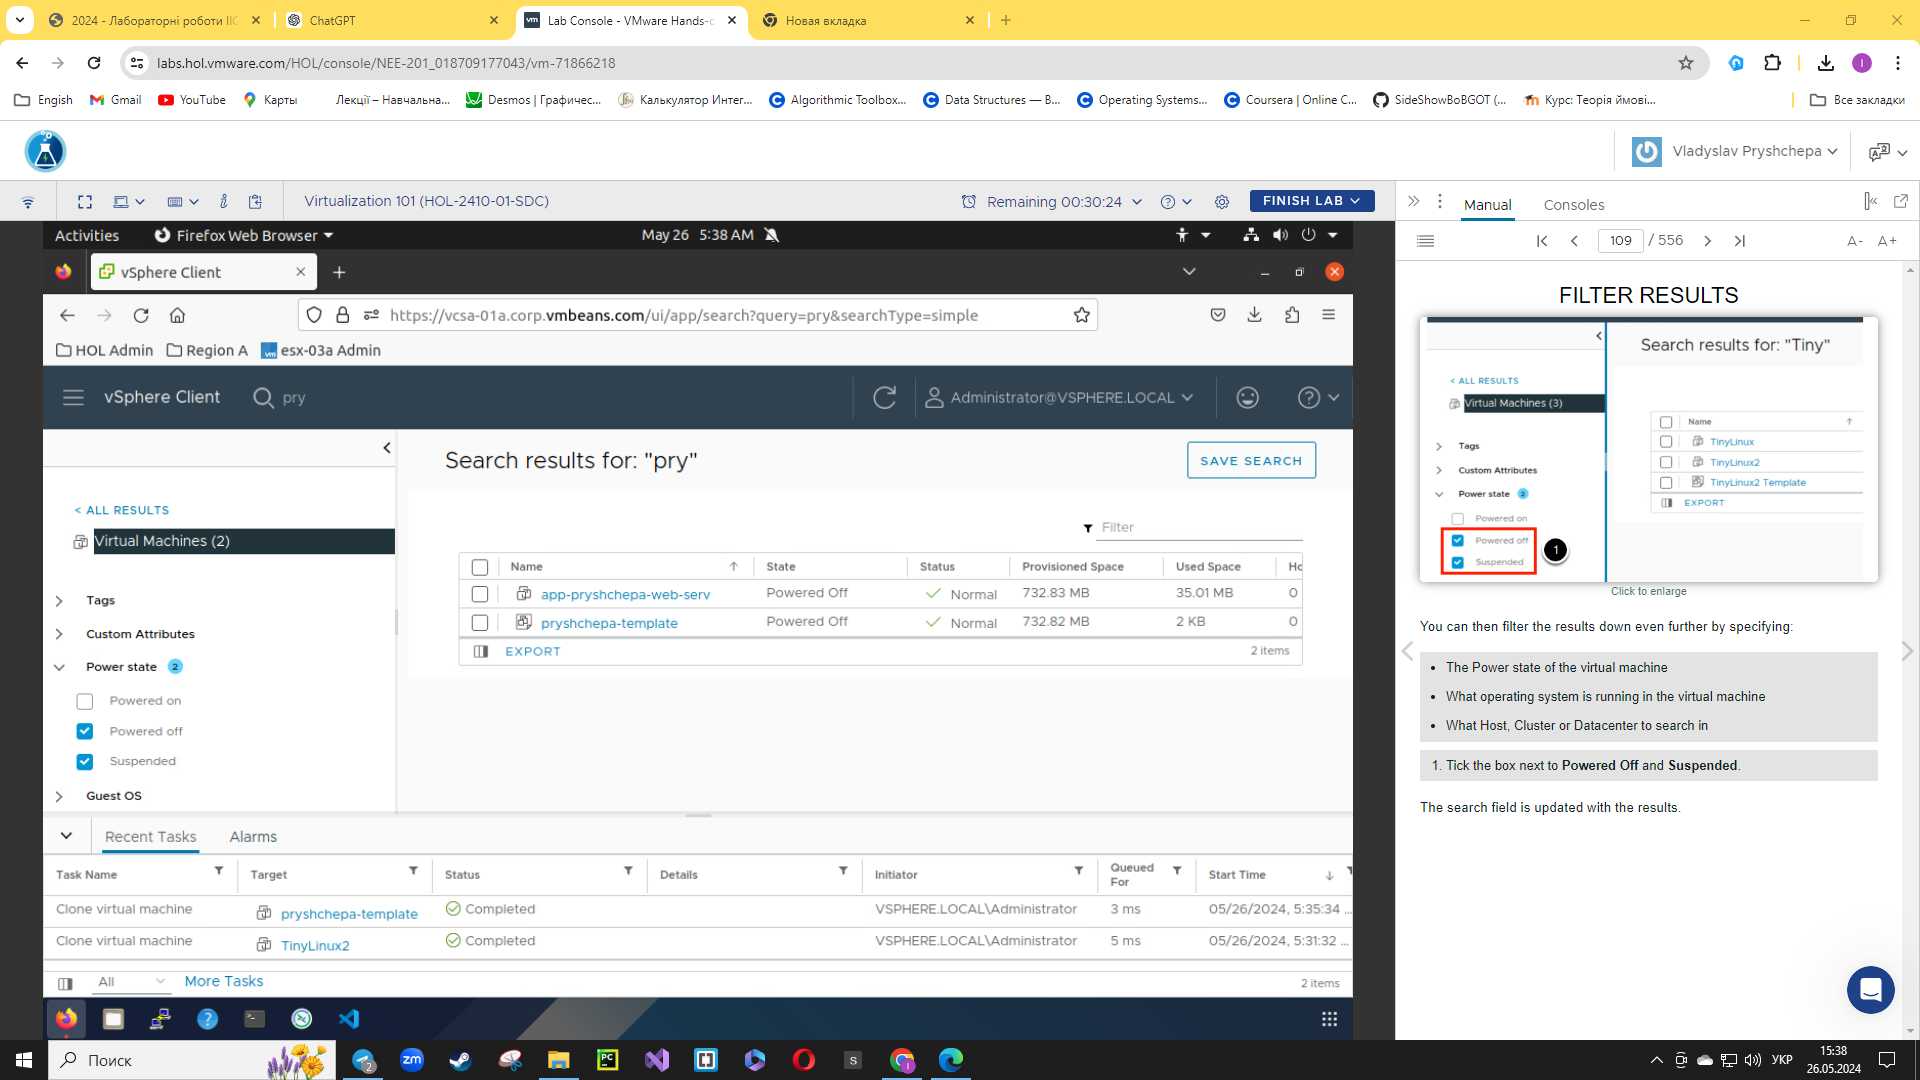 2024 - Лабораторні роботи ІІС
ChatGPT
Lab Console - VMware Hands-o
Новая вкладка
labs.hol.vmware.com/HOL/console/NEE-201_018709177043/vm-71866218
Engish
Gmail
YouTube
Карты
Лекції – Навчальна...
Desmos | Графичес...
Калькулятор Интег...
Algorithmic Toolbox...
Data Structures — В...
Operating Systems...
Coursera | Online C...
SideShowBoBGOT (...
Курс: Теорія ймові...
Все закладки
Vladyslav Pryshchepa
Virtualization 101 (HOL-2410-01-SDC)
Remaining 00:30:24
FINISH LAB
Manual
Consoles
Activities
Firefox Web Browser
May 26 5:38 AM
109 / 556
A- A+
vSphere Client
https://vcsa-01a.corp.vmbeans.com/ui/app/search?query=pry&searchType=simple
HOL Admin
Region A
esx-03a Admin
vSphere Client
pry
Administrator@VSPHERE.LOCAL
Search results for: "pry"
SAVE SEARCH
< ALL RESULTS
Virtual Machines (2)
Filter
Name State Status Provisioned Space Used Space Ho
app-pryshchepa-web-serv Powered Off Normal 732.83 MB 35.01 MB 0
pryshchepa-template Powered Off Normal 732.82 MB 2 KB 0
EXPORT
2 items
Tags
Custom Attributes
Power state 2
Powered on
Powered off
Suspended
Guest OS
Recent Tasks
Alarms
Task Name Target Status Details Initiator Queued For Start Time
Clone virtual machine pryshchepa-template Completed VSPHERE.LOCAL\Administrator 3 ms 05/26/2024, 5:35:34 ...
Clone virtual machine TinyLinux2 Completed VSPHERE.LOCAL\Administrator 5 ms 05/26/2024, 5:31:32 ...
All
More Tasks
2 items
FILTER RESULTS
Search results for: "Tiny"
< ALL RESULTS
Virtual Machines (3)
Name
TinyLinux
TinyLinux2
TinyLinux2 Template
EXPORT
Tags
Custom Attributes
Power state 2
Powered on
Powered off
Suspended
1
Click to enlarge
You can then filter the results down even further by specifying:
• The Power state of the virtual machine
• What operating system is running in the virtual machine
• What Host, Cluster or Datacenter to search in
1. Tick the box next to Powered Off and Suspended.
The search field is updated with the results.
Поиск
2
zm
PC
S
УКР
15:38
26.05.2024